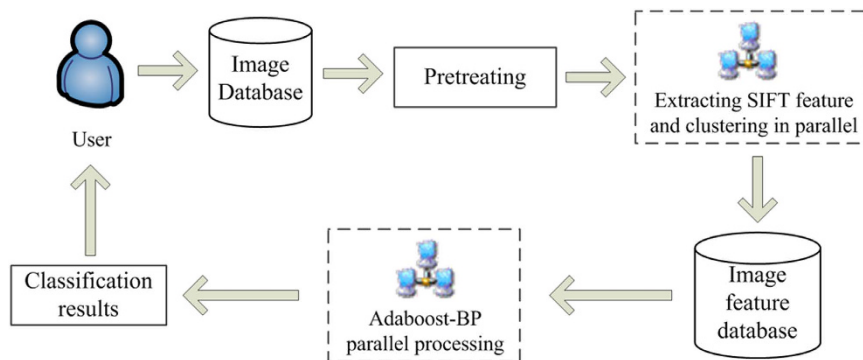 User
Image
Database
Pretreating
Extracting SIFT feature
and clustering in parallel
Image
feature
database
Adaboost-BP
parallel processing
Classification
results